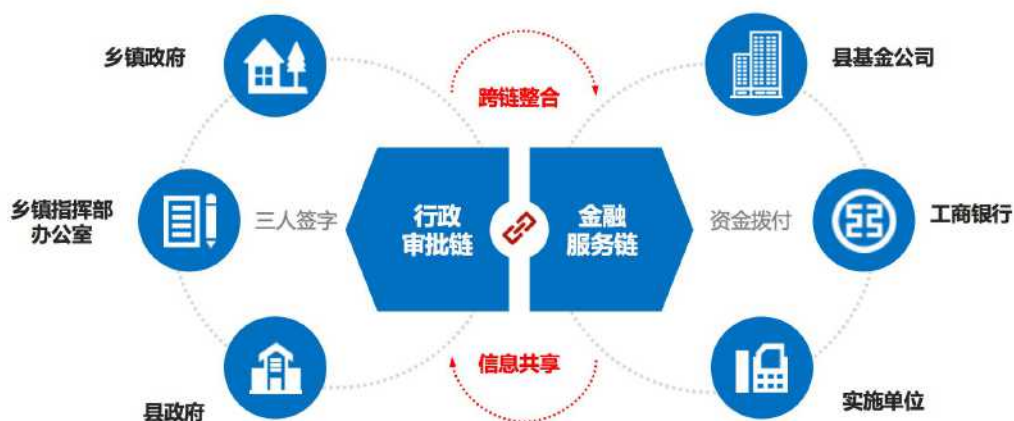 乡镇政府
县基金公司
跨链整合
乡镇指挥部
办公室
三人签字
行政
审批链
金融
服务链
资金拨付
工商银行
信息共享
县政府
实施单位